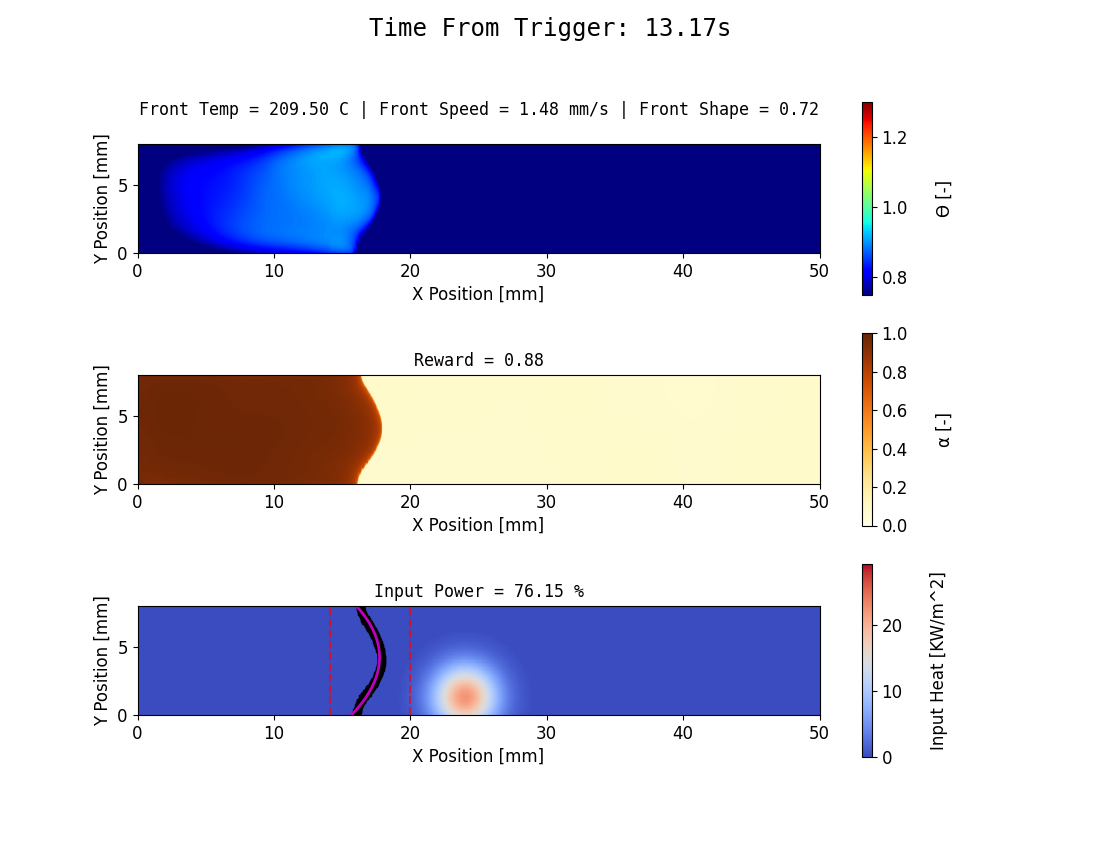 Time From Trigger: 13.17s
Front Temp = 209.50 C | Front Speed = 1.48 mm/s | Front Shape = 0.72
Y Position [mm]
5
0
0 10 20 30 40 50
X Position [mm]
1.2
1.0
0.8
Θ [-]
Reward = 0.88
Y Position [mm]
5
0
0 10 20 30 40 50
X Position [mm]
1.0
0.8
0.6
0.4
0.2
0.0
α [-]
Input Power = 76.15 %
Y Position [mm]
5
0
0 10 20 30 40 50
X Position [mm]
20
10
0
Input Heat [KW/m^2]